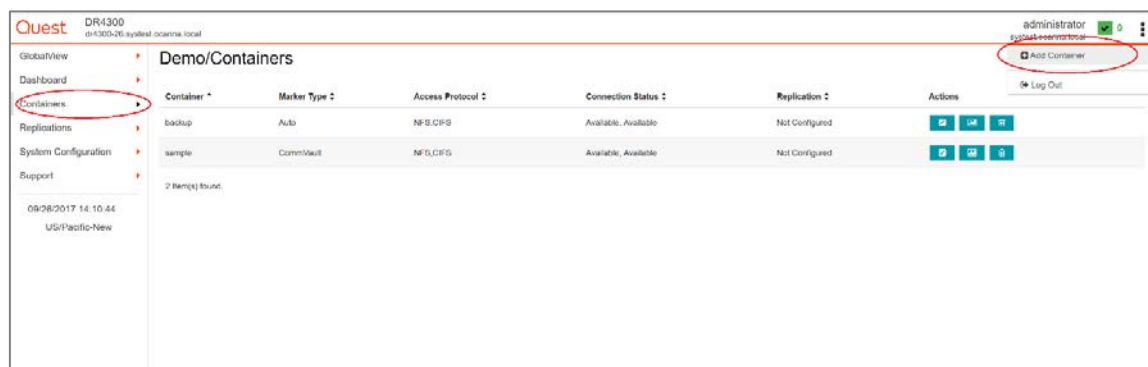 Quest DR4300
dr4300-26.systest.ocarina.local
administrator
systest.ocarina.local
0
GlobalView
Dashboard
Containers
Replications
System Configuration
Support
09/26/2017 14:10:44
US/Pacific-New
Demo/Containers
Add Container
Log Out
Container Marker Type Access Protocol Connection Status Replication Actions
backup Auto NFS,CIFS Available, Available Not Configured
sample CommVault NFS,CIFS Available, Available Not Configured
2 Item(s) found.